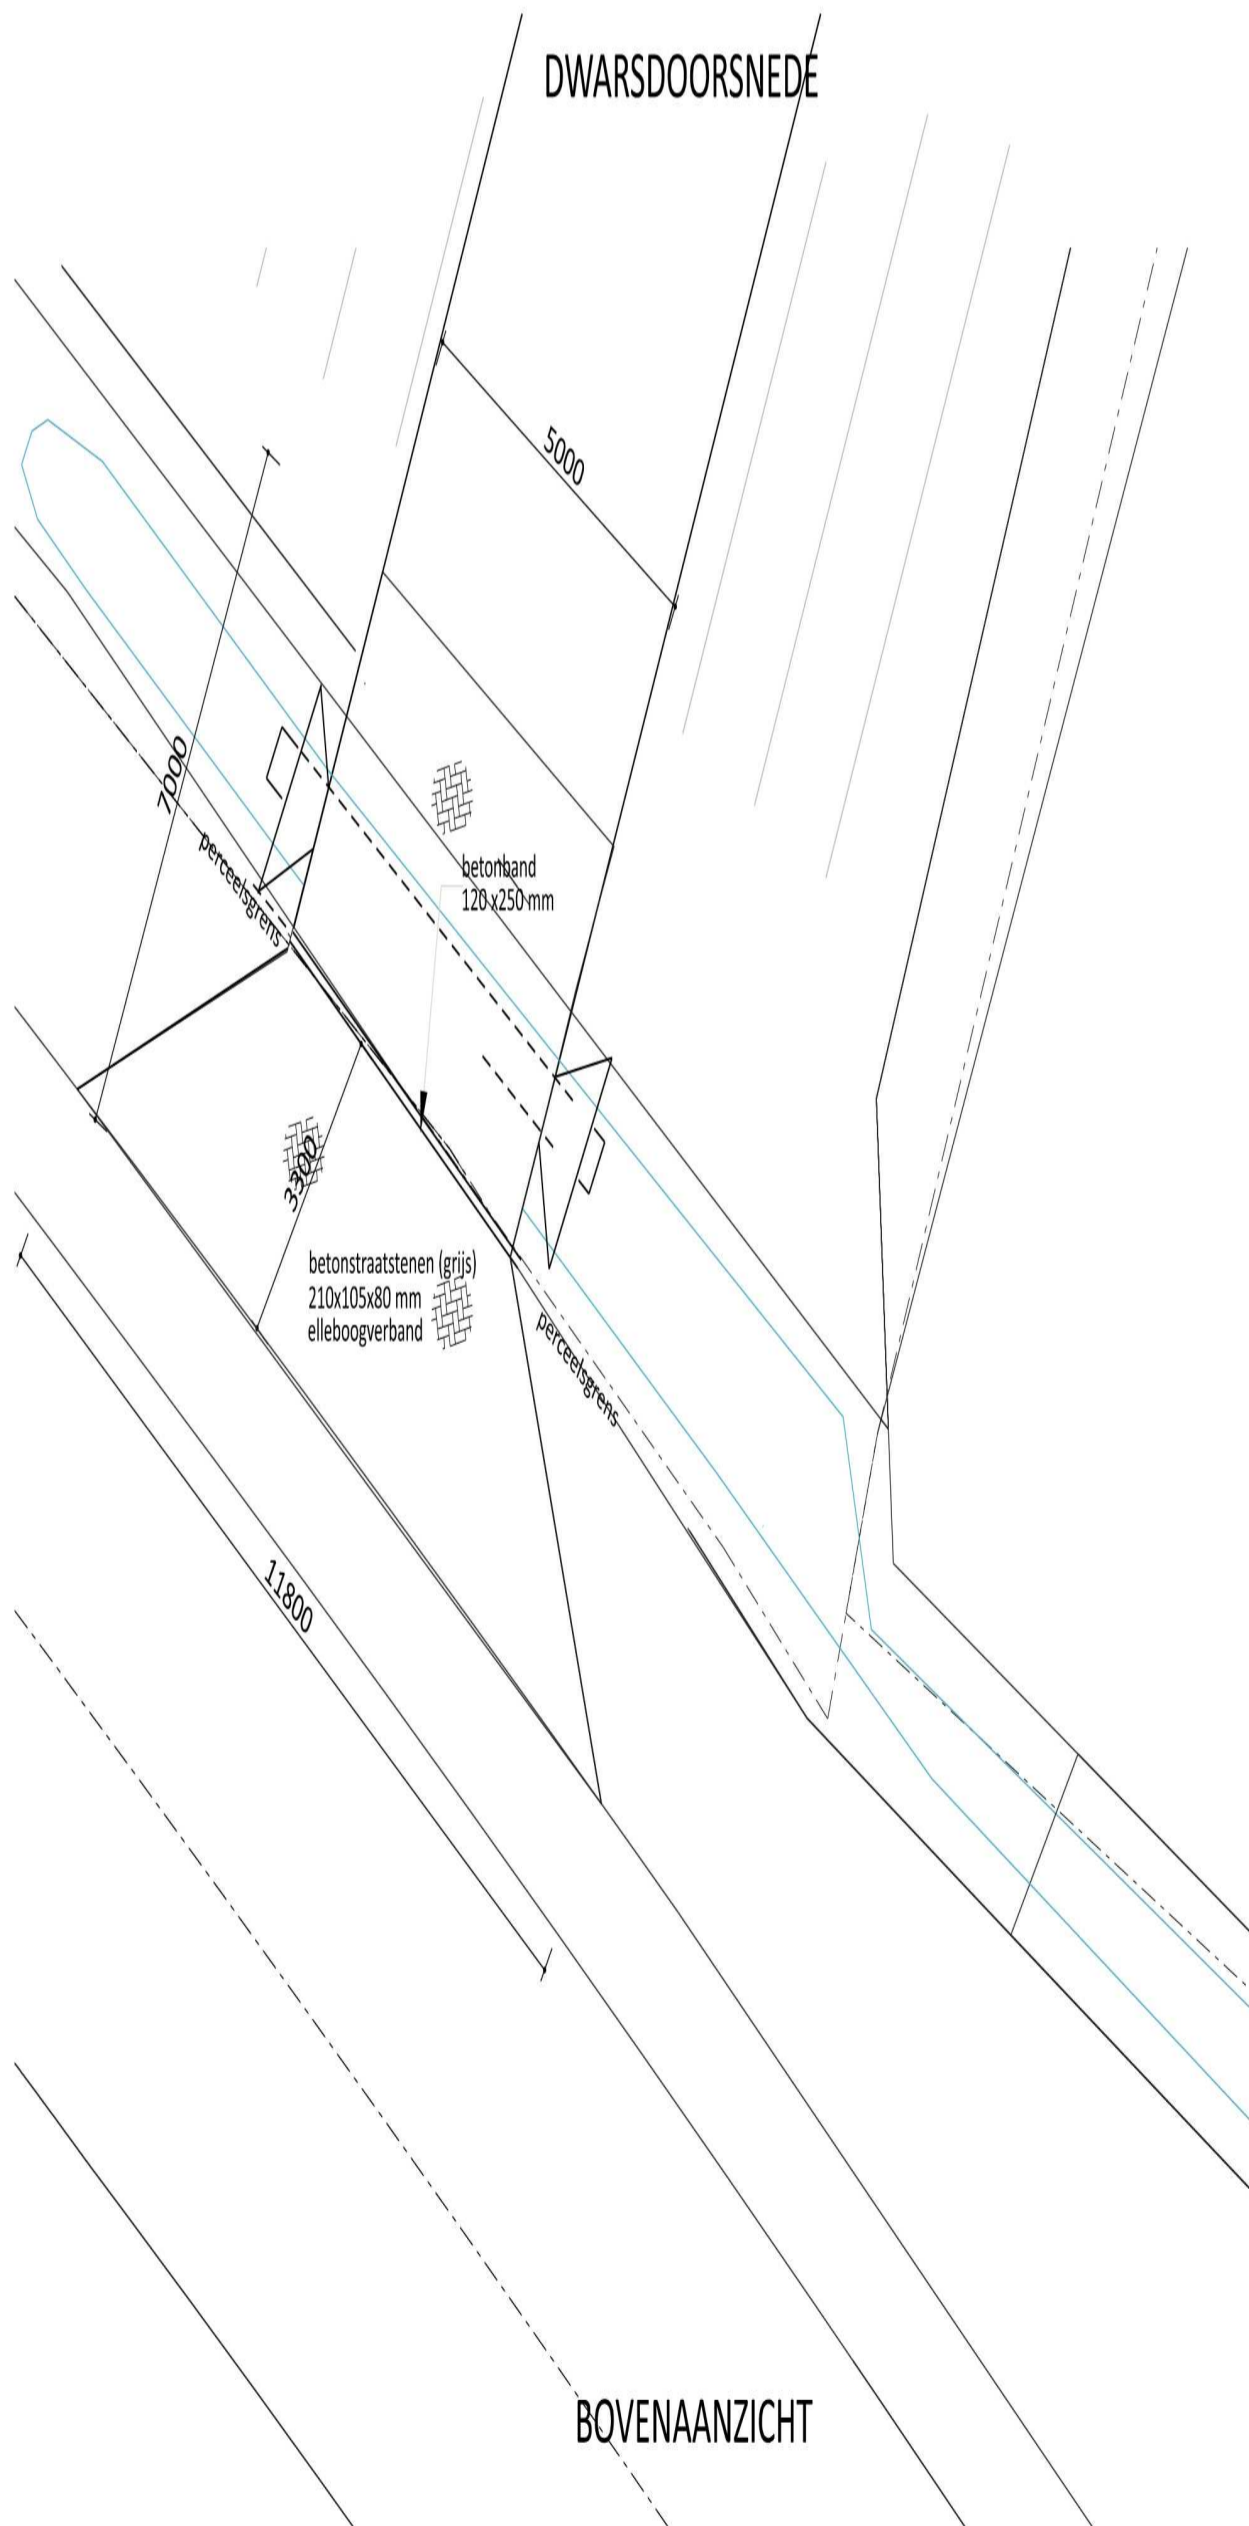 DWARSDOORSNEDE
5000
7000
perceelsgrens
betonband
120 x250 mm
3300
betonstraatstenen (grijs)
210x105x80 mm
elleboogverband
perceelsgrens
11800
BOVENAANZICHT